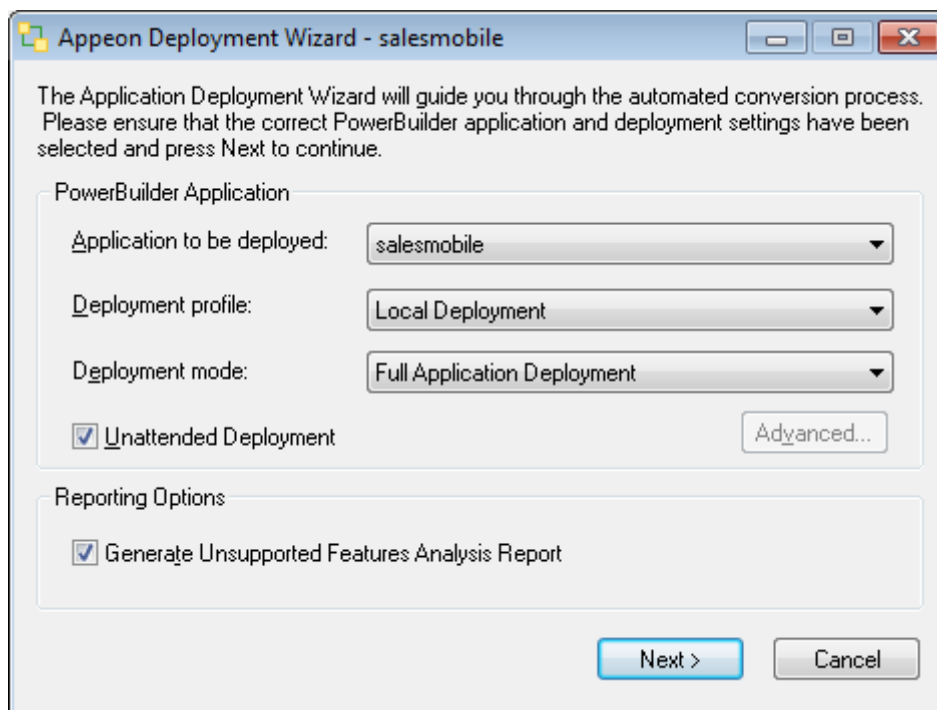 Appeon Deployment Wizard - salesmobile
The Application Deployment Wizard will guide you through the automated conversion process.
Please ensure that the correct PowerBuilder application and deployment settings have been
selected and press Next to continue.
PowerBuilder Application
Application to be deployed:
salesmobile
Deployment profile:
Local Deployment
Deployment mode:
Full Application Deployment
Unattended Deployment
Advanced...
Reporting Options
Generate Unsupported Features Analysis Report
Next >
Cancel